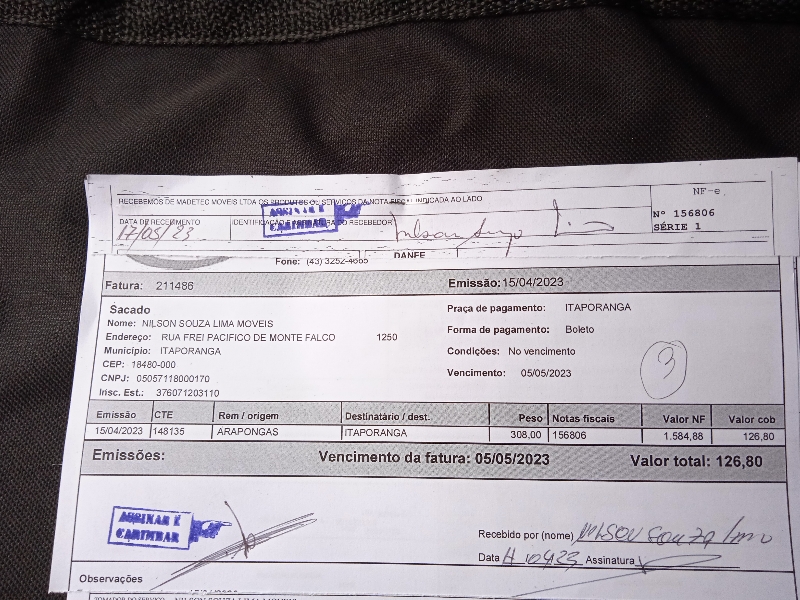 RECEBEMOS DE MADETEC MOVEIS LTDA OS PRODUTOS OU SERVIÇOS DA NOTA FISCAL INDICADA AO LADO
NF-e
Nº 156806
SÉRIE 1
DATA DE RECEBIMENTO
17/05/23
IDENTIFICAÇÃO E ASSINATURA DO RECEBEDOR
ASSINAR E
CARIMBAR
DANFE
Fone: (43) 3252-4665
Fatura: 211486
Emissão: 15/04/2023
Sacado
Nome: NILSON SOUZA LIMA MOVEIS
Endereço: RUA FREI PACIFICO DE MONTE FALCO 1250
Município: ITAPORANGA
CEP: 18480-000
CNPJ: 05057118000170
Insc. Est.: 376071203110
Praça de pagamento: ITAPORANGA
Forma de pagamento: Boleto
Condições: No vencimento
Vencimento: 05/05/2023
3
Emissão CTE Rem / origem Destinatário / dest. Peso Notas fiscais Valor NF Valor cob
15/04/2023 148135 ARAPONGAS ITAPORANGA 308,00 156806 1.584,88 126,80
Emissões: Vencimento da fatura: 05/05/2023 Valor total: 126,80
ASSINAR E
CARIMBAR
Recebido por (nome) NILSON SOUZA Lima
Data Assinatura
Observações